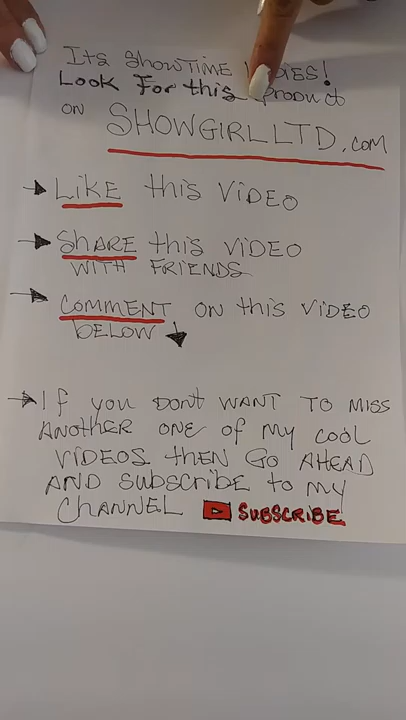 Its SHOWTIME LADIES!
Look For this Product
ON SHOWGIRLLTD.COM
LIKE this VIDEO
SHARE this VIDEO
WITH FRIENDS
COMMENT ON this VIDEO
BELOW
If you DONT WANT TO MISS
ANOTHER ONE of My COOL
VIDEOS then GO AHEAD
AND SUBSCRIBE to My
CHANNEL SUBSCRIBE